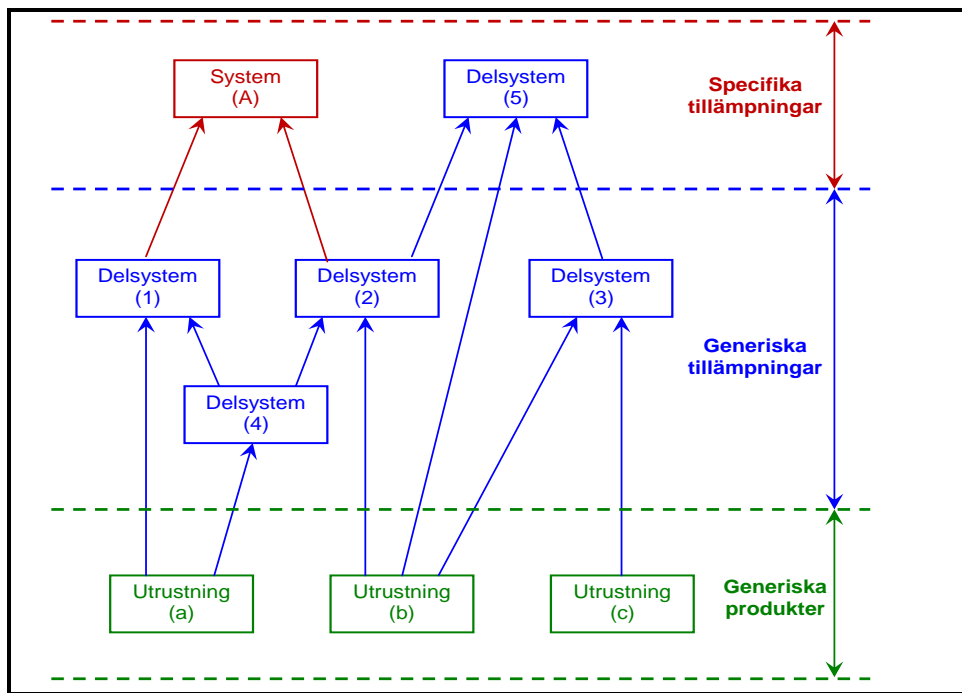 System
(A)
Delsystem
(5)
Specifika
tillämpningar
Delsystem
(1)
Delsystem
(2)
Delsystem
(3)
Generiska
tillämpningar
Delsystem
(4)
Utrustning
(a)
Utrustning
(b)
Utrustning
(c)
Generiska
produkter